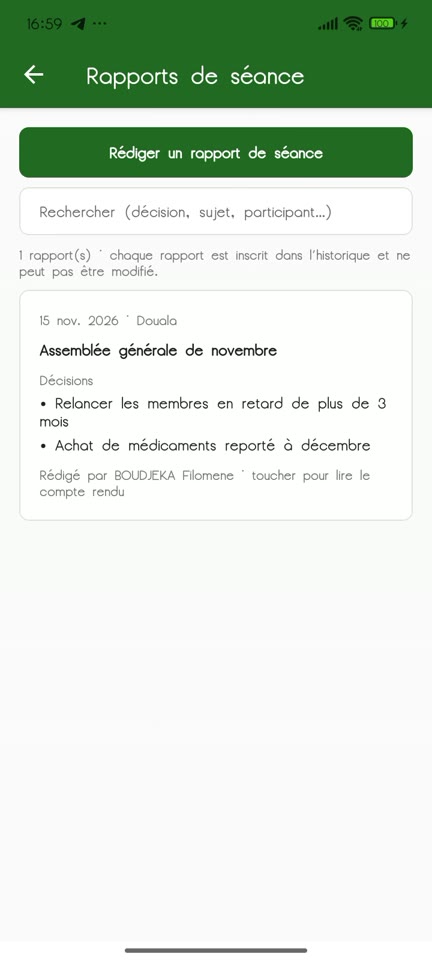 16:59
100
Rapports de séance
Rédiger un rapport de séance
Rechercher (décision, sujet, participant…)
1 rapport(s) · chaque rapport est inscrit dans l'historique et ne
peut pas être modifié.
15 nov. 2026 · Douala
Assemblée générale de novembre
Décisions
• Relancer les membres en retard de plus de 3
mois
• Achat de médicaments reporté à décembre
Rédigé par BOUDJEKA Filomene · toucher pour lire le
compte rendu